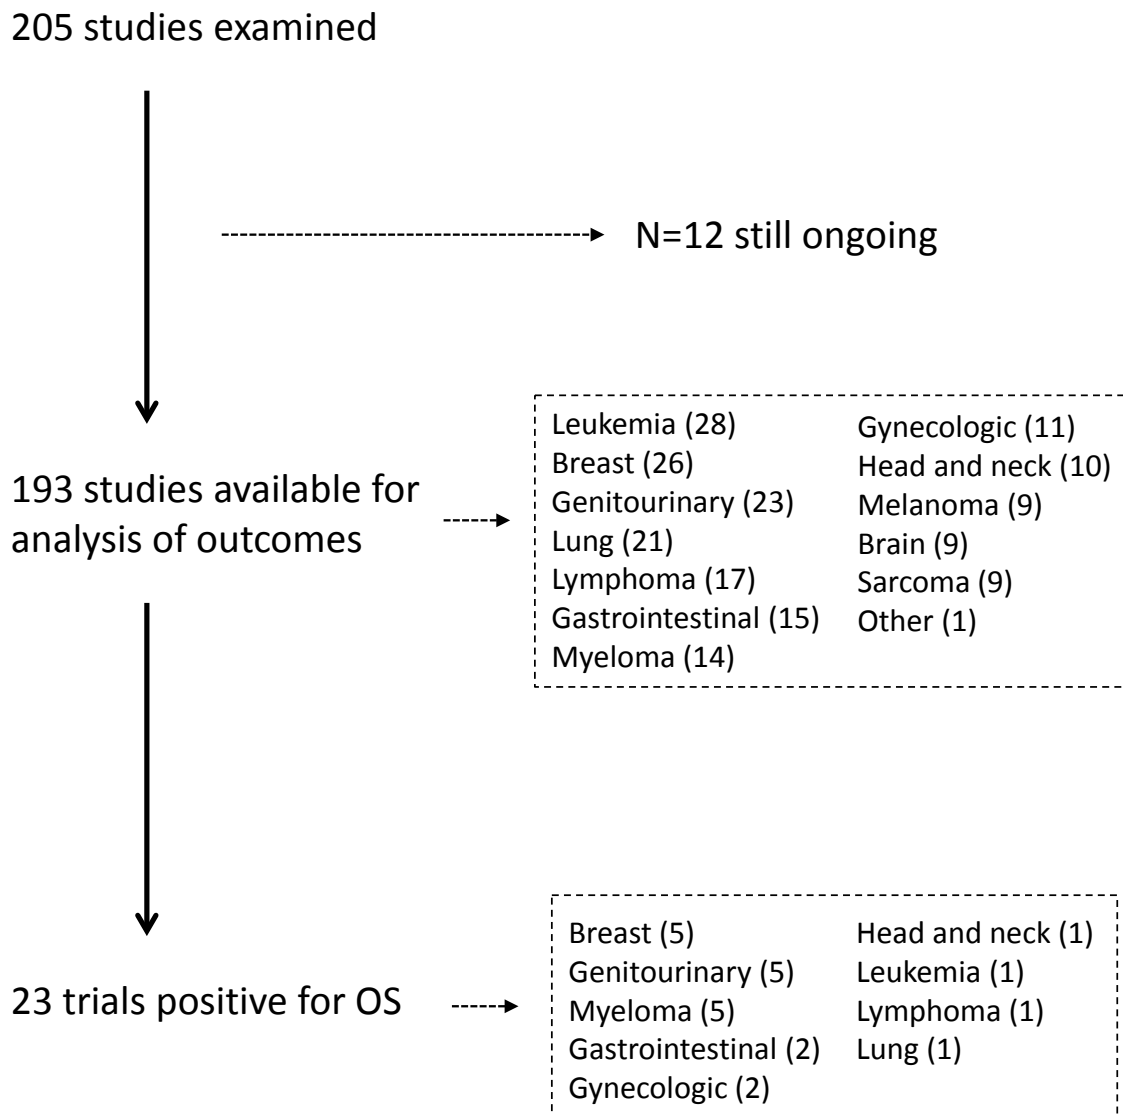 205 studies examined
N=12 still ongoing
193 studies available for
analysis of outcomes
Leukemia (28)
Breast (26)
Genitourinary (23)
Lung (21)
Lymphoma (17)
Gastrointestinal (15)
Myeloma (14)
Gynecologic (11)
Head and neck (10)
Melanoma (9)
Brain (9)
Sarcoma (9)
Other (1)
23 trials positive for OS
Breast (5)
Genitourinary (5)
Myeloma (5)
Gastrointestinal (2)
Gynecologic (2)
Head and neck (1)
Leukemia (1)
Lymphoma (1)
Lung (1)